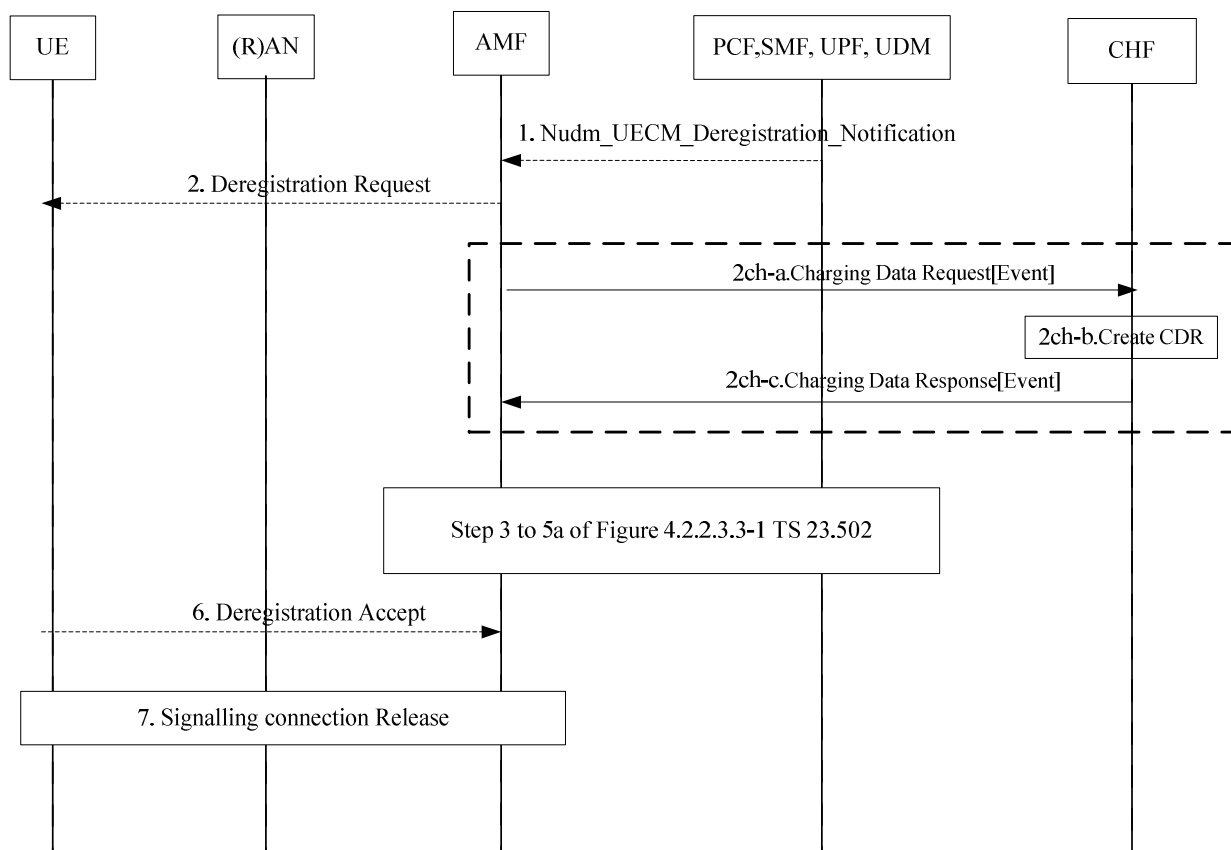 UE
(R)AN
AMF
PCF,SMF, UPF, UDM
CHF
1. Nudm_UECM_Deregistration_Notification
2. Deregistration Request
2ch-a.Charging Data Request[Event]
2ch-b.Create CDR
2ch-c.Charging Data Response[Event]
Step 3 to 5a of Figure 4.2.2.3.3-1 TS 23.502
6. Deregistration Accept
7. Signalling connection Release